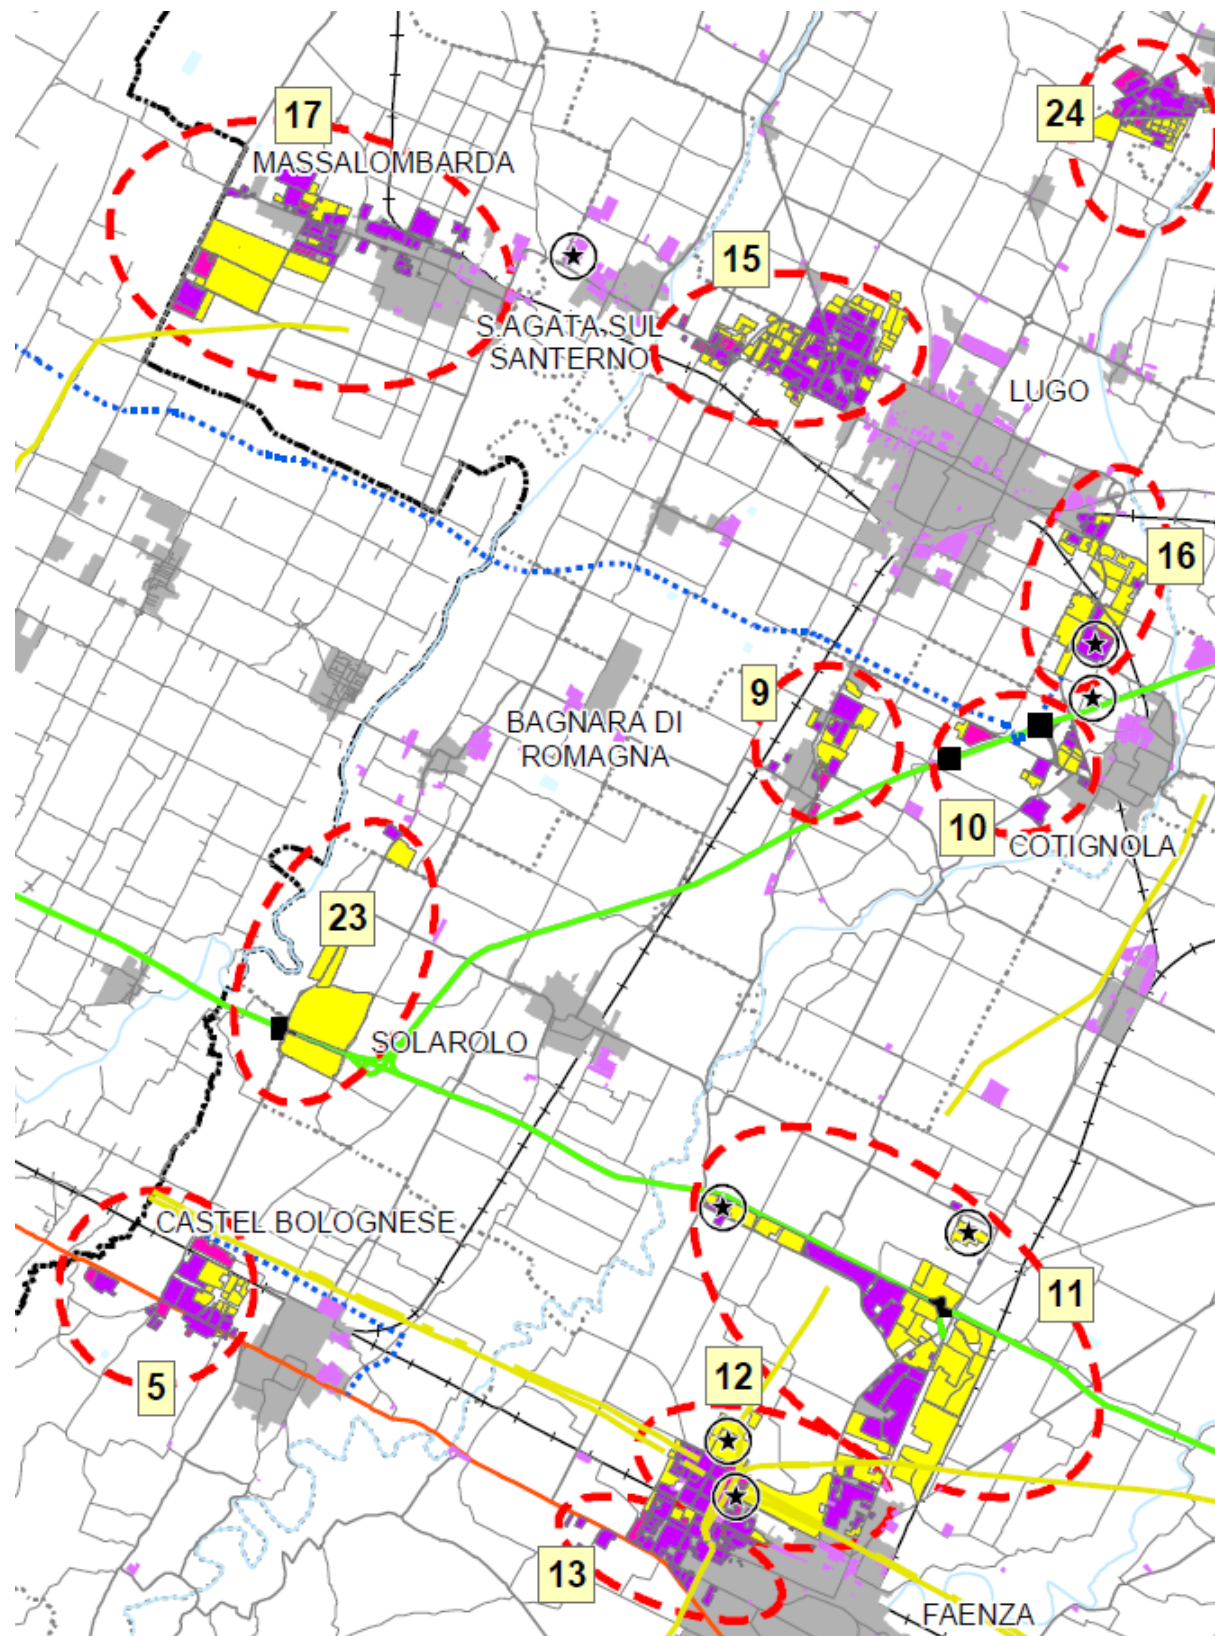 17
24
MASSALOMBARDA
15
S.AGATA SUL
SANTERNO
LUGO
16
9
BAGNARA DI
ROMAGNA
10
COTIGNOLA
23
SOLAROLO
CASTEL BOLOGNESE
11
5
12
13
FAENZA